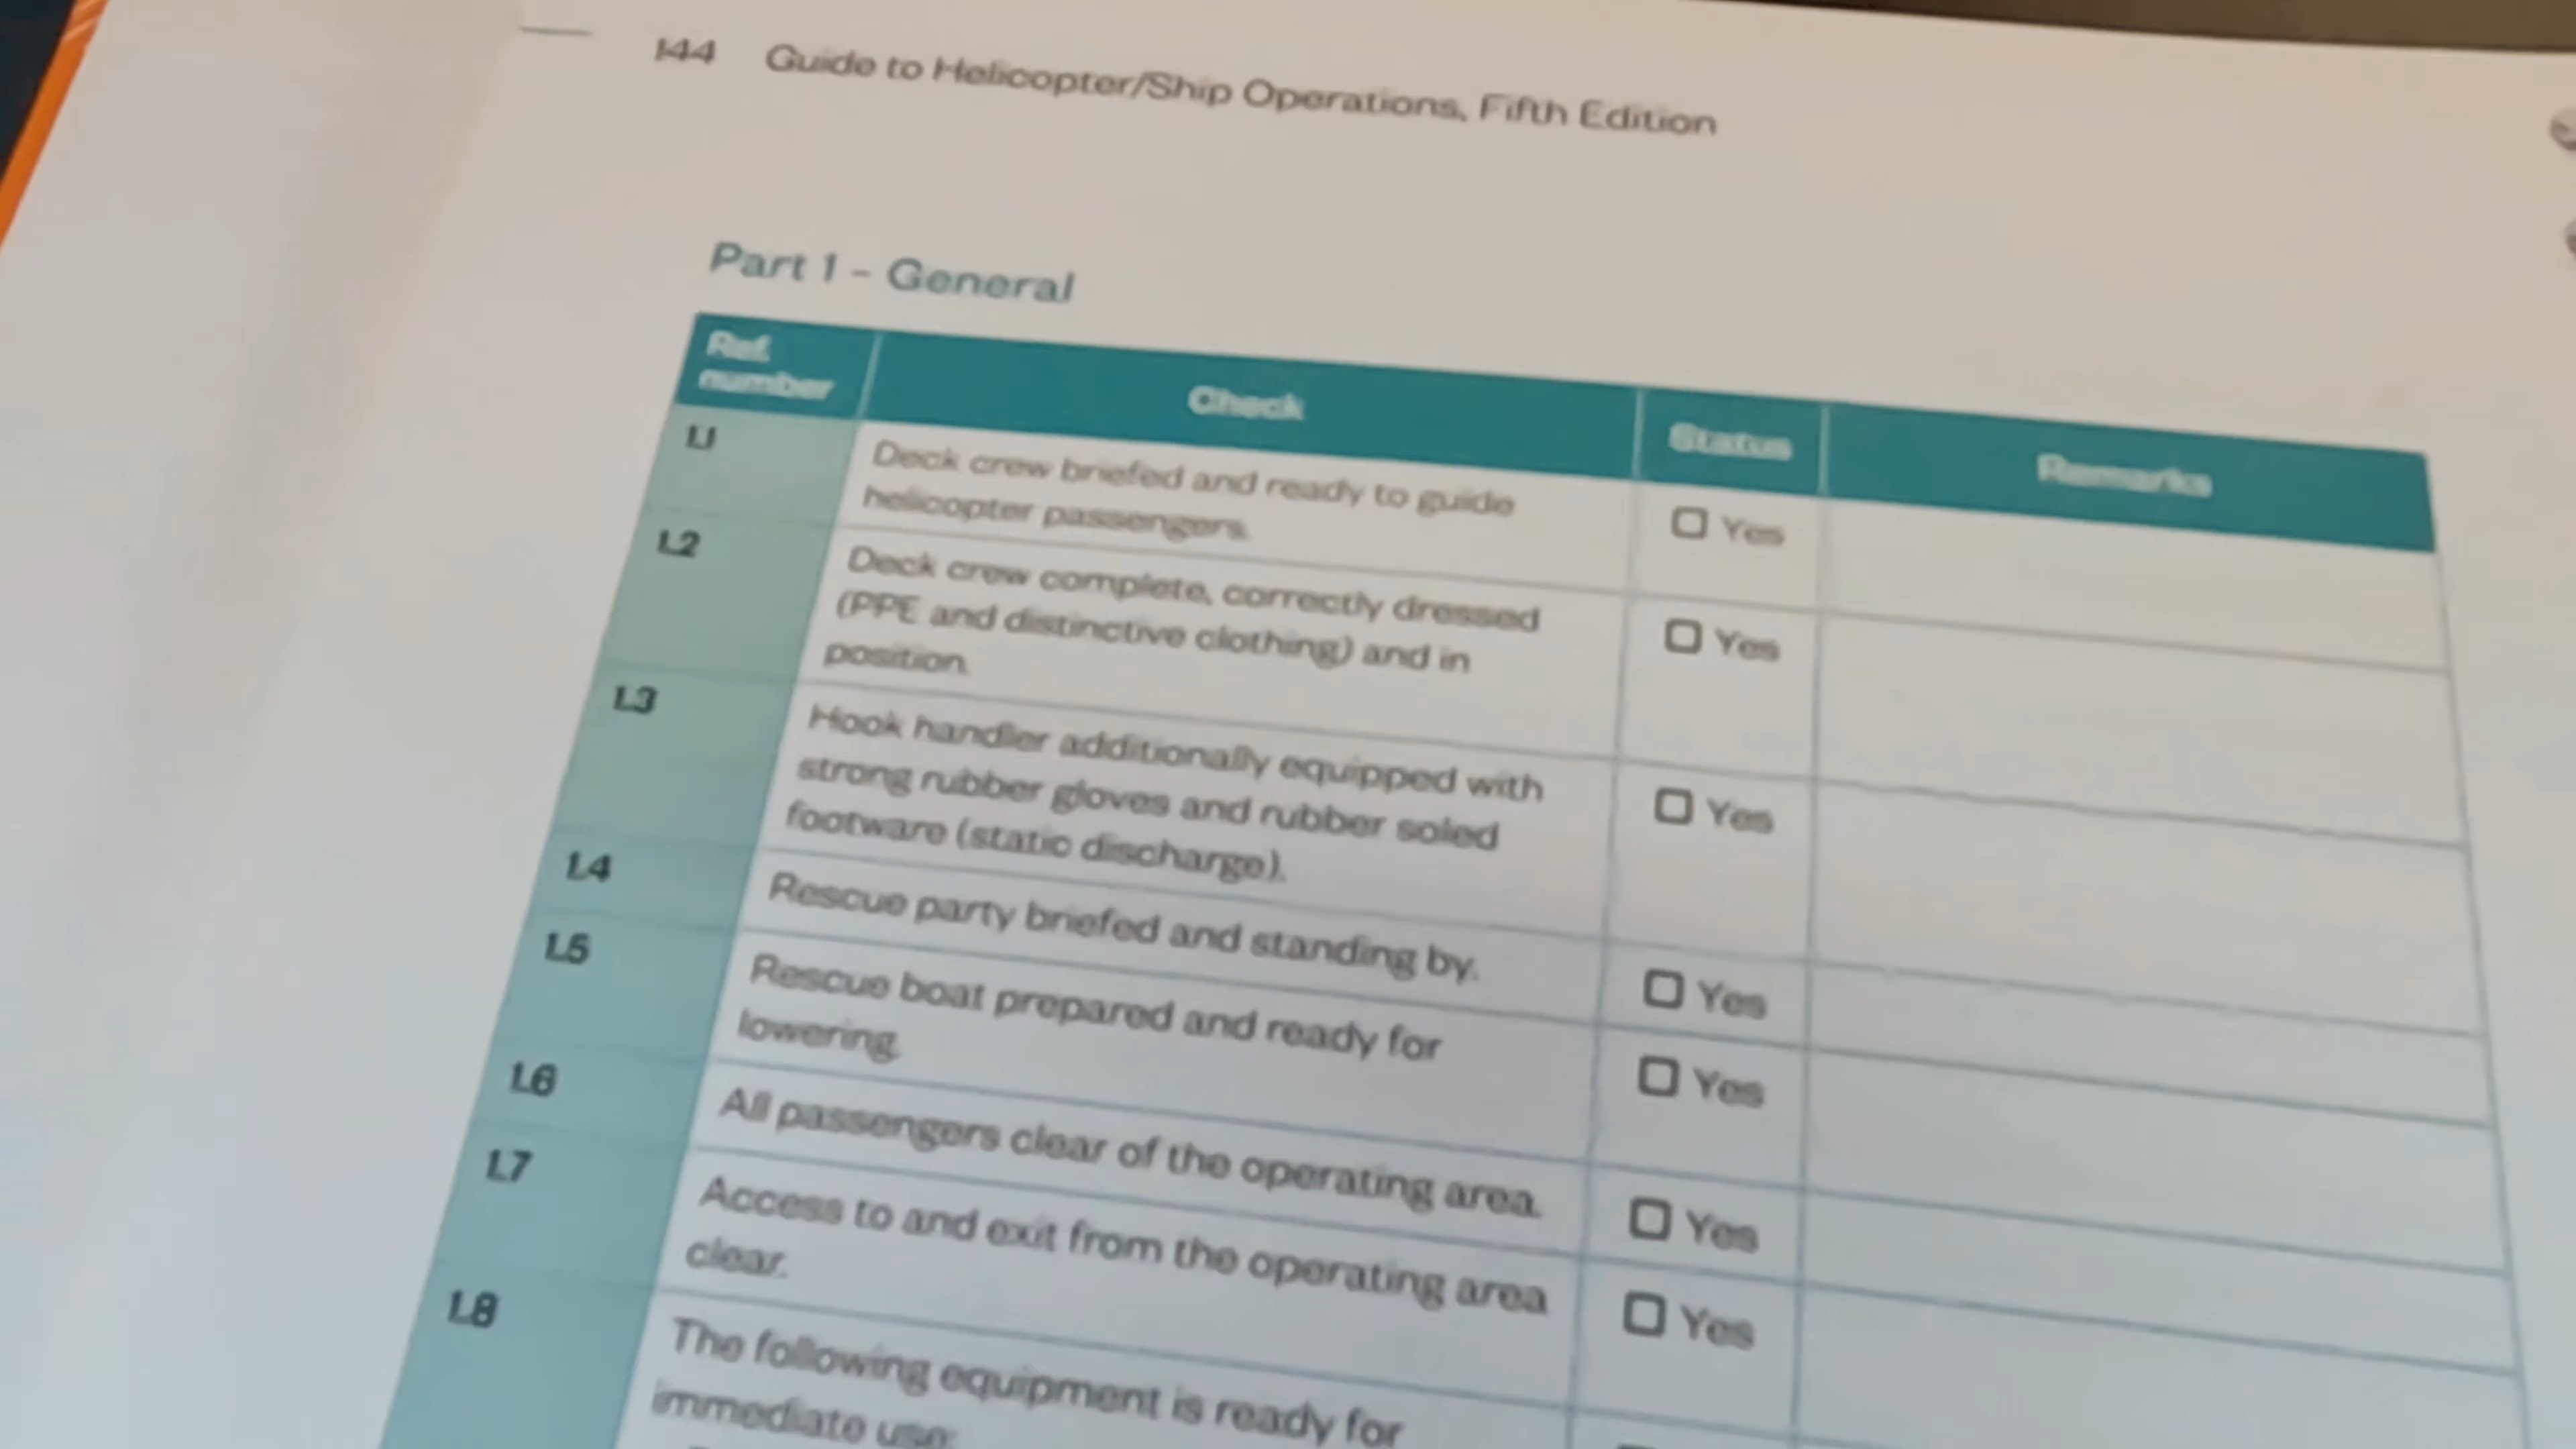 144 Guide to Helicopter/Ship Operations, Fifth Edition
Part 1 - General
Ref. number Check Status Remarks
1.1 Deck crew briefed and ready to guide
helicopter passengers.
Yes
1.2 Deck crew complete, correctly dressed
(PPE and distinctive clothing) and in
position.
Yes
1.3 Hook handler additionally equipped with
strong rubber gloves and rubber soled
footware (static discharge).
Yes
1.4 Rescue party briefed and standing by.
Yes
1.5 Rescue boat prepared and ready for
lowering.
Yes
1.6 All passengers clear of the operating area.
Yes
1.7 Access to and exit from the operating area
clear.
Yes
1.8 The following equipment is ready for
immediate use: